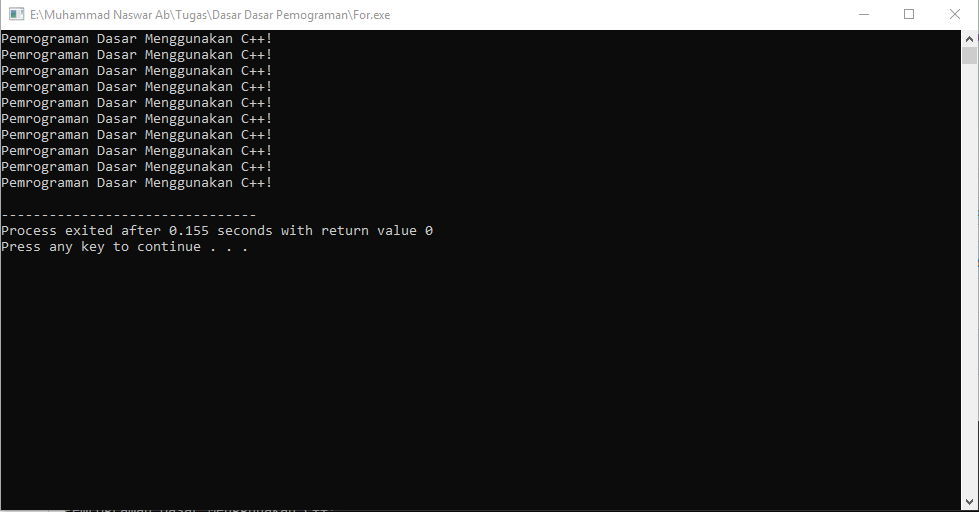 E:\Muhammad Naswar Ab\Tugas\Dasar Dasar Pemograman\For.exe
Pemrograman Dasar Menggunakan C++!
Pemrograman Dasar Menggunakan C++!
Pemrograman Dasar Menggunakan C++!
Pemrograman Dasar Menggunakan C++!
Pemrograman Dasar Menggunakan C++!
Pemrograman Dasar Menggunakan C++!
Pemrograman Dasar Menggunakan C++!
Pemrograman Dasar Menggunakan C++!
Pemrograman Dasar Menggunakan C++!
Pemrograman Dasar Menggunakan C++!
--------------------------------
Process exited after 0.155 seconds with return value 0
Press any key to continue . . .